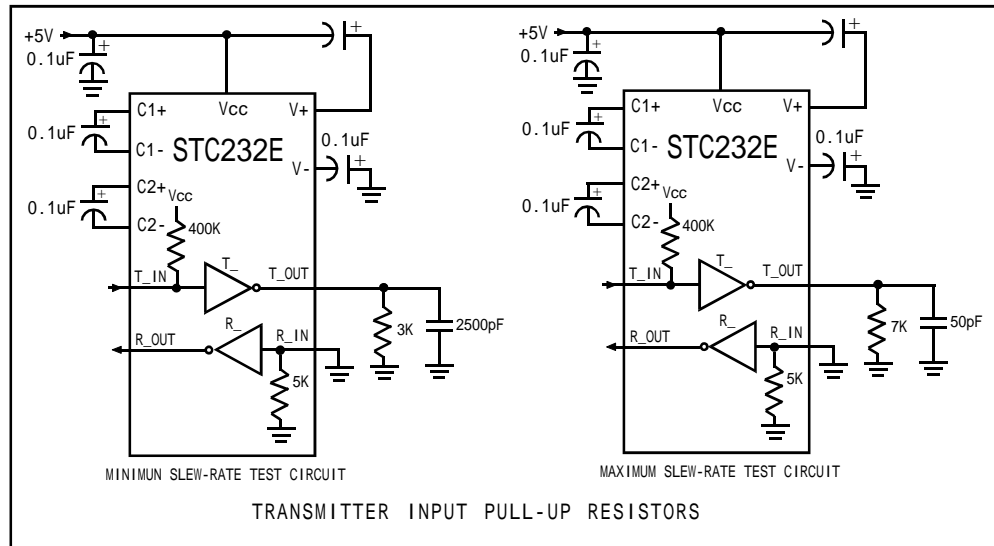 +5V
0.1uF
C1+
Vcc
V+
0.1uF
STC232E
0.1uF
C1-
V-
C2+
Vcc
0.1uF
C2-
400K
T_IN
T_
T_OUT
3K
2500pF
R_OUT
R_
R_IN
5K
MINIMUN SLEW-RATE TEST CIRCUIT
+5V
0.1uF
C1+
Vcc
V+
0.1uF
STC232E
0.1uF
C1-
V-
C2+
Vcc
0.1uF
C2-
400K
T_IN
T_
T_OUT
7K
50pF
R_OUT
R_
R_IN
5K
MAXIMUM SLEW-RATE TEST CIRCUIT
TRANSMITTER INPUT PULL-UP RESISTORS